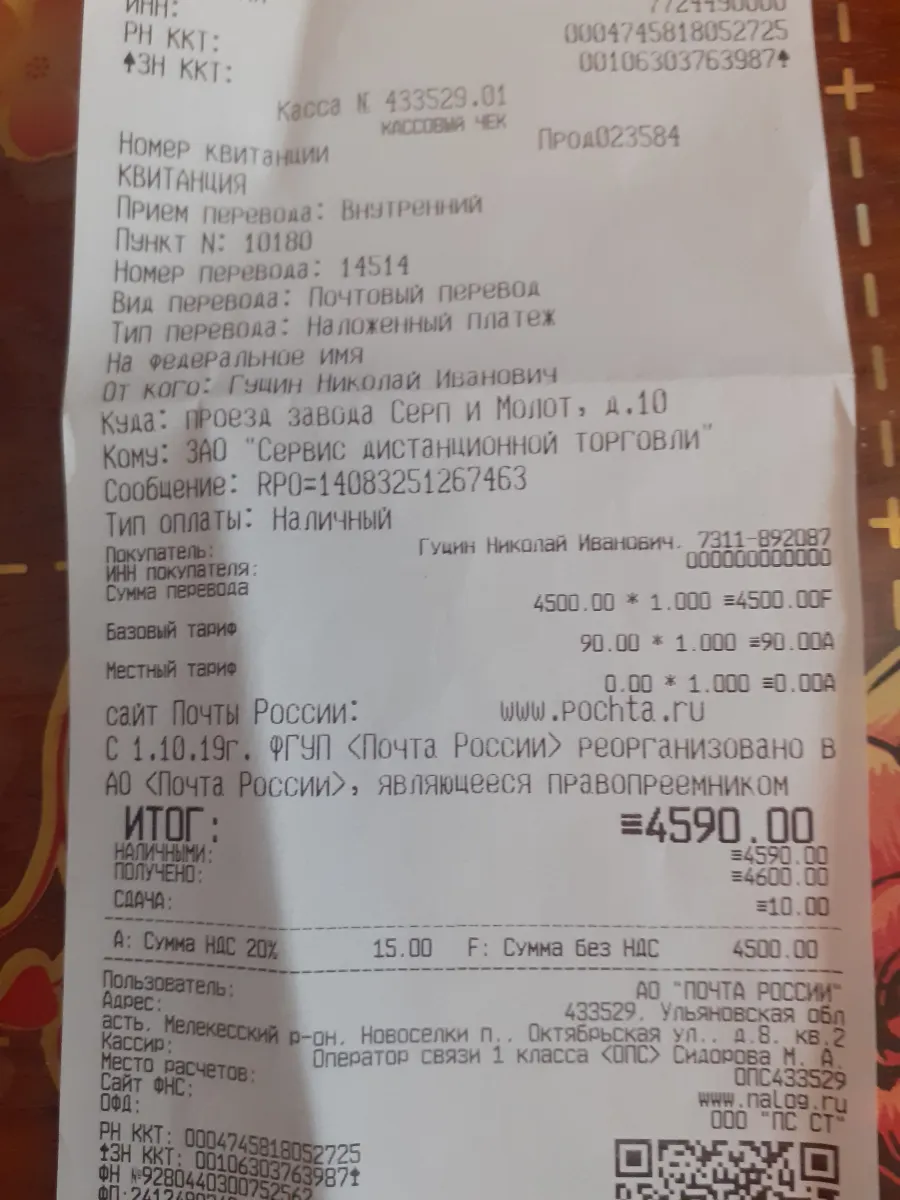 ИНН: 7724490000
РН ККТ: 0004745818052725
↑ЗН ККТ: 00106303763987↑
Касса N 433529.01
КАССОВЫЙ ЧЕК
Номер квитанции Прод023584
КВИТАНЦИЯ
Прием перевода: Внутренний
Пункт N: 10180
Номер перевода: 14514
Вид перевода: Почтовый перевод
Тип перевода: Наложенный платеж
На федеральное имя
От кого: Гущин Николай Иванович
Куда: проезд завода Серп и Молот, д.10
Кому: ЗАО "Сервис дистанционной торговли"
Сообщение: RPO=14083251267463
Тип оплаты: Наличный
Покупатель: Гущин Николай Иванович. 7311-892087
ИНН покупателя: 000000000000
Сумма перевода
4500.00 * 1.000 ≡4500.00F
Базовый тариф
90.00 * 1.000 ≡90.00А
Местный тариф
0.00 * 1.000 ≡0.00А
сайт Почты России: www.pochta.ru
С 1.10.19г. ФГУП <Почта России> реорганизовано в
АО <Почта России>, являющееся правопреемником
ИТОГ: ≡4590.00
НАЛИЧНЫМИ: ≡4590.00
ПОЛУЧЕНО: ≡4600.00
СДАЧА: ≡10.00
А: Сумма НДС 20% 15.00 F: Сумма без НДС 4500.00
Пользователь: АО "ПОЧТА РОССИИ"
Адрес: 433529, Ульяновская обл
асть, Мелекесский р-он, Новоселки п., Октябрьская ул., д.8, кв.2
Кассир: Оператор связи 1 класса <ОПС> Сидорова М. А.
Место расчетов: ОПС433529
Сайт ФНС: www.nalog.ru
ОФД: ООО "ПС СТ"
РН ККТ: 0004745818052725
↑ЗН ККТ: 00106303763987↑
ФН №9280440300752562